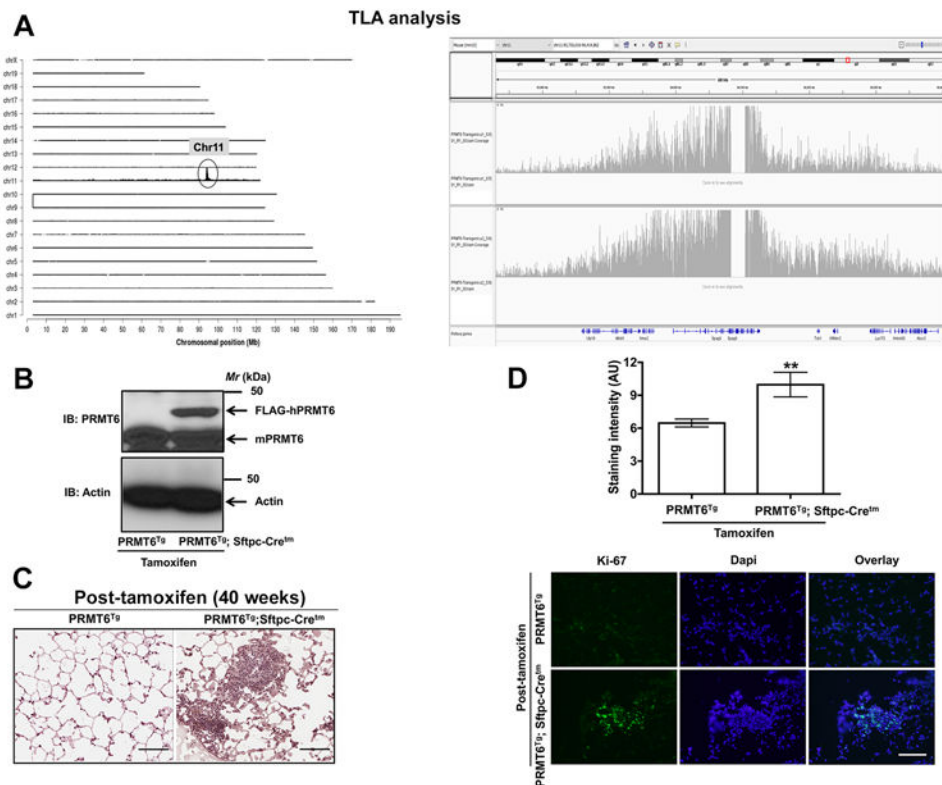 A
TLA analysis
chrX
chr19
chr18
chr17
chr16
chr15
chr14
chr13
chr12
chr11
chr10
chr9
chr8
chr7
chr6
chr5
chr4
chr3
chr2
chr1
Chr11
0 10 20 30 40 50 60 70 80 90 100 110 120 130 140 150 160 170 180 190
Chromosomal position (Mb)
B
Mr (kDa)
50
IB: PRMT6
FLAG-hPRMT6
mPRMT6
50
IB: Actin
Actin
PRMT6Tg PRMT6Tg; Sftpc-Cretm
Tamoxifen
C
Post-tamoxifen (40 weeks)
PRMT6Tg PRMT6Tg;Sftpc-Cretm
D
Staining intensity (AU)
12
9
6
3
0
**
PRMT6Tg PRMT6Tg; Sftpc-Cretm
Tamoxifen
Ki-67 Dapi Overlay
Post-tamoxifen
PRMT6Tg
PRMT6Tg; Sftpc-Cretm